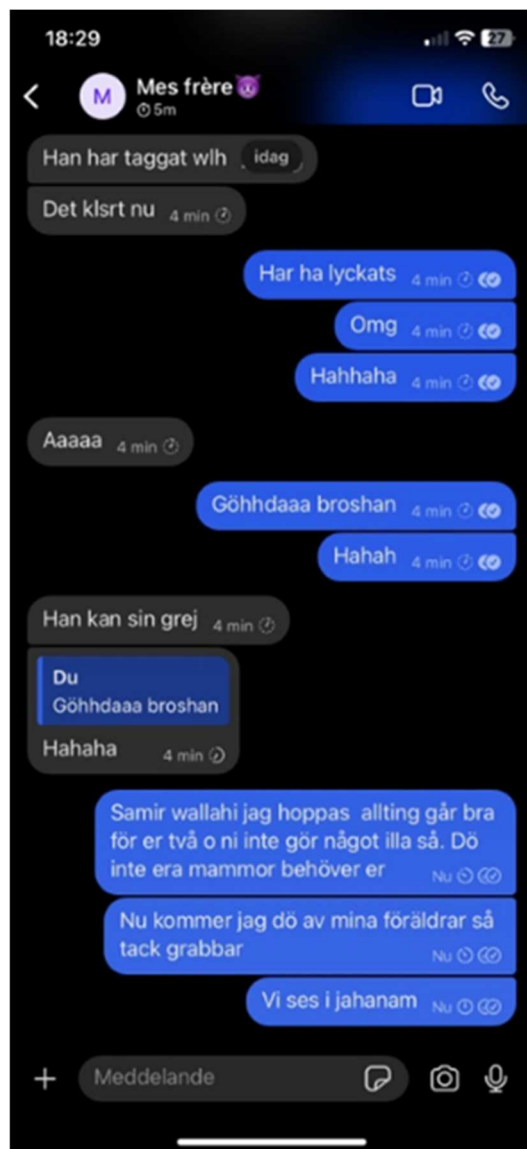 18:29
27
M
Mes frère😈
5m
Han har taggat wlh
idag
Det klsrt nu 4 min
Har ha lyckats 4 min
Omg 4 min
Hahhaha 4 min
Aaaaa 4 min
Göhhdaaa broshan 4 min
Hahah 4 min
Han kan sin grej 4 min
Du
Göhhdaaa broshan
Hahaha 4 min
Samir wallahi jag hoppas allting går bra
för er två o ni inte gör något illa så. Dö
inte era mammor behöver er Nu
Nu kommer jag dö av mina föräldrar så
tack grabbar Nu
Vi ses i jahanam Nu
Meddelande